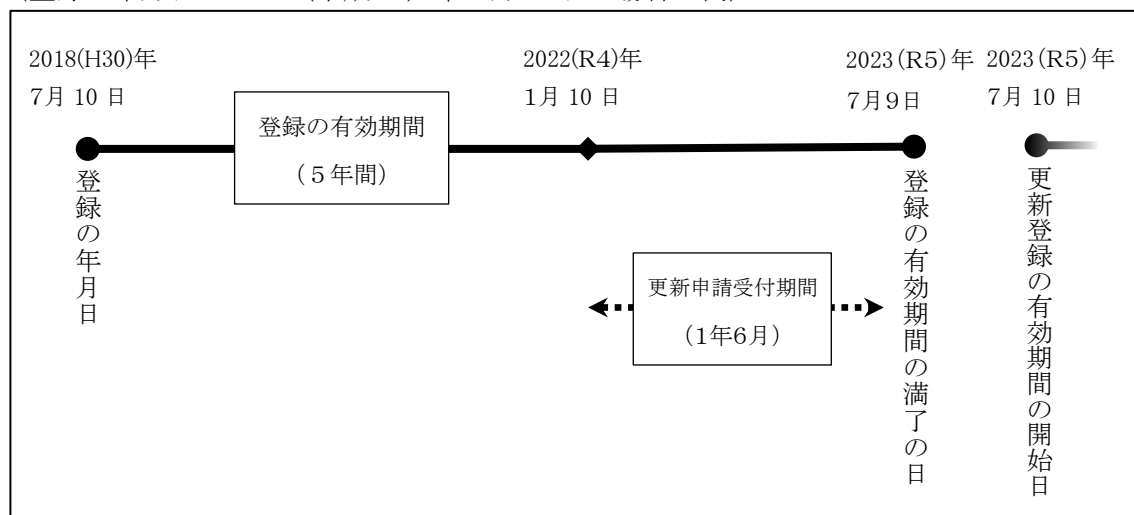 2018(H30)年
7月 10 日
2022(R4)年
1月 10 日
2023(R5)年
7月9日
2023(R5)年
7月 10 日
登録の有効期間
(5年間)
登録の年月日
更新申請受付期間
(1年6月)
登録の有効期間の満了の日
更新登録の有効期間の開始日